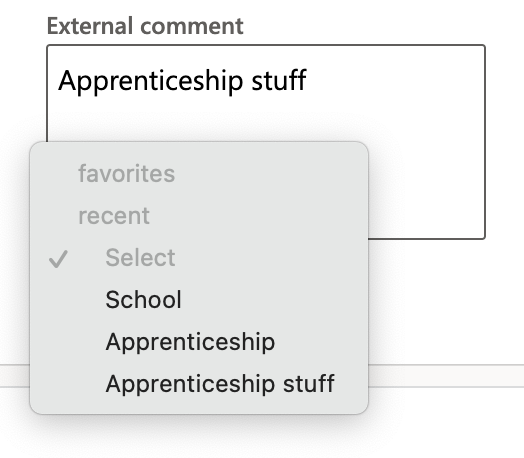 External comment
Apprenticeship stuff
favorites
recent
Select
School
Apprenticeship
Apprenticeship stuff